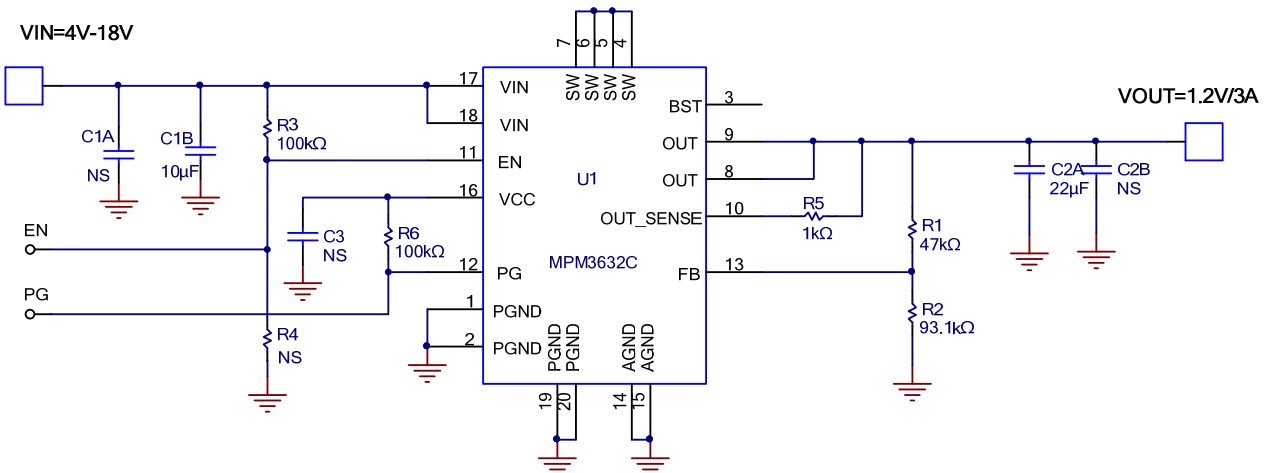 VIN=4V-18V
7
6
5
4
SW
SW
SW
SW
17
VIN
18
VIN
11
EN
16
VCC
12
PG
1
PGND
2
PGND
U1
MPM3632C
BST
3
OUT
9
OUT
8
OUT_SENSE
10
FB
13
PGND
PGND
AGND
AGND
19
20
14
15
C1A
NS
C1B
10µF
R3
100kΩ
C3
NS
R6
100kΩ
EN
PG
R4
NS
R5
1kΩ
R1
47kΩ
R2
93.1kΩ
VOUT=1.2V/3A
C2A
22µF
C2B
NS